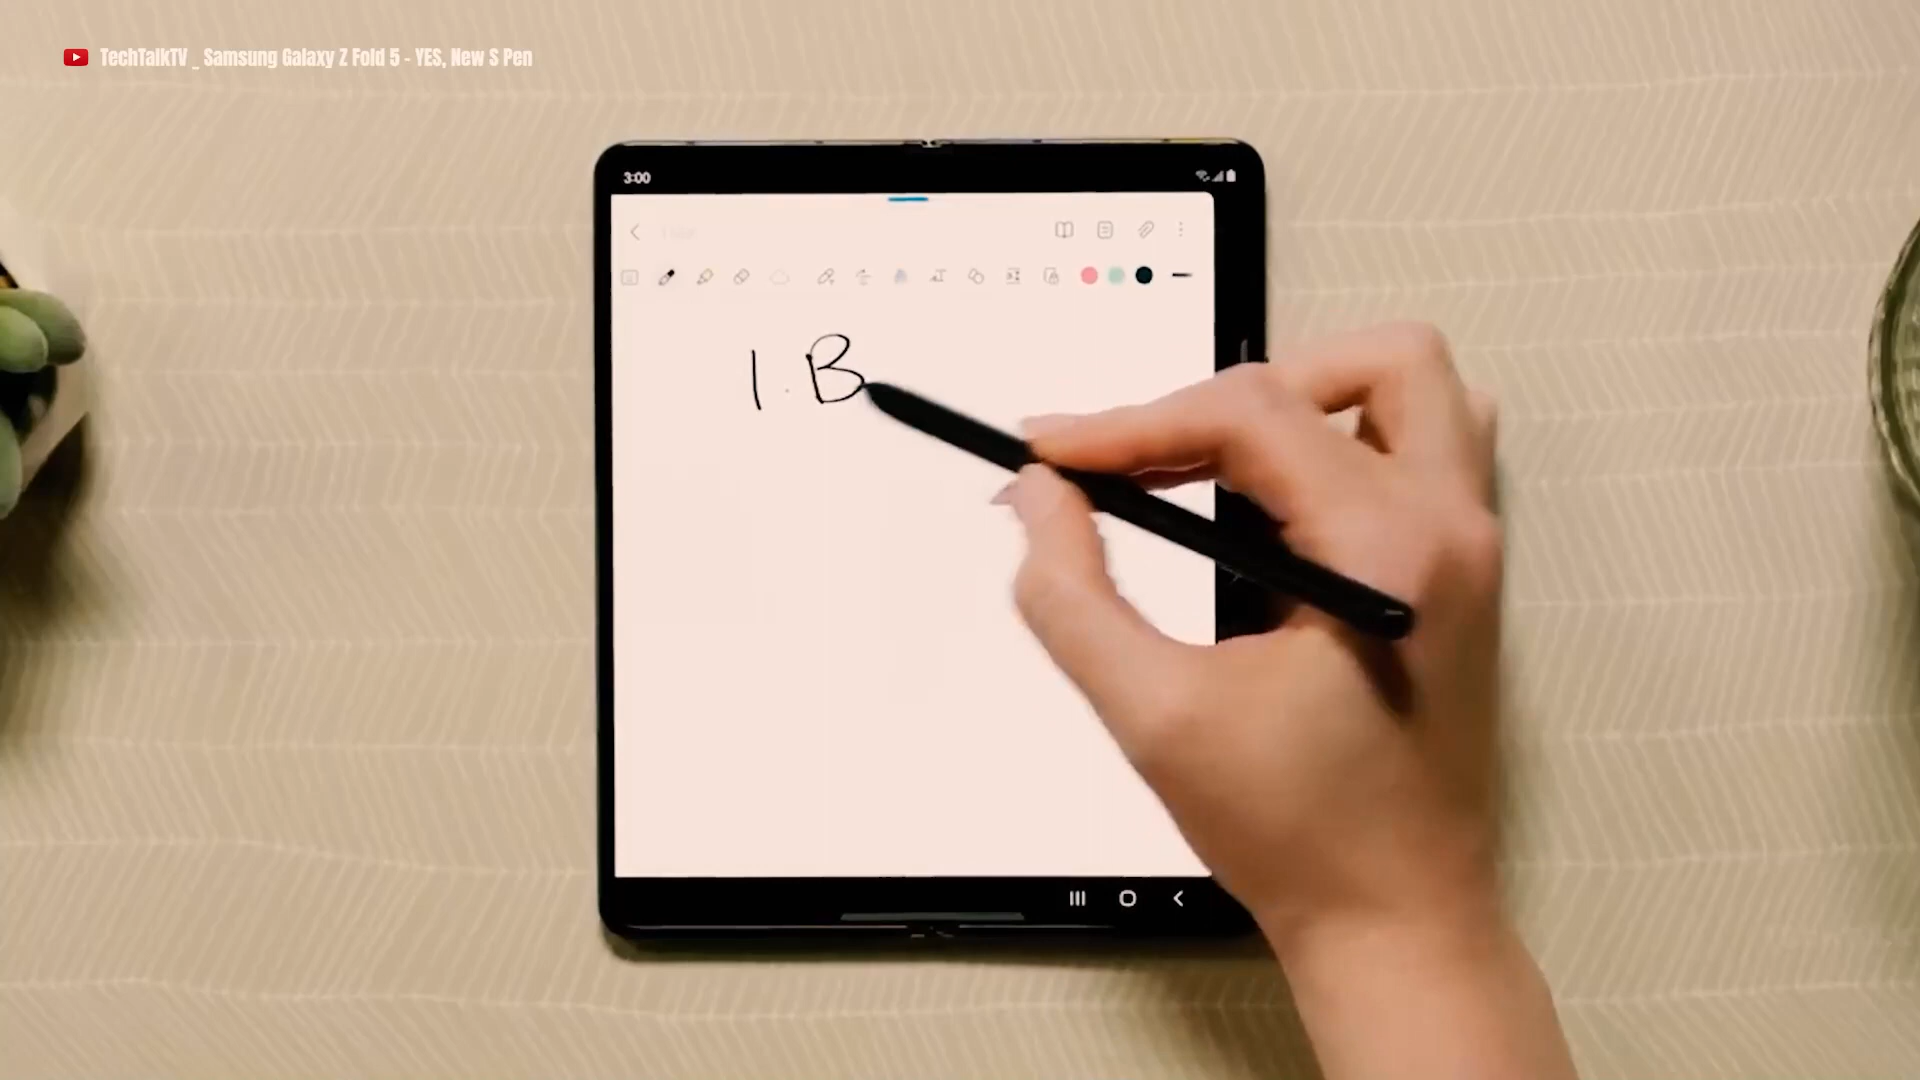 TechTalkTV _ Samsung Galaxy Z Fold 5 - YES, New S Pen
3:00
1. B